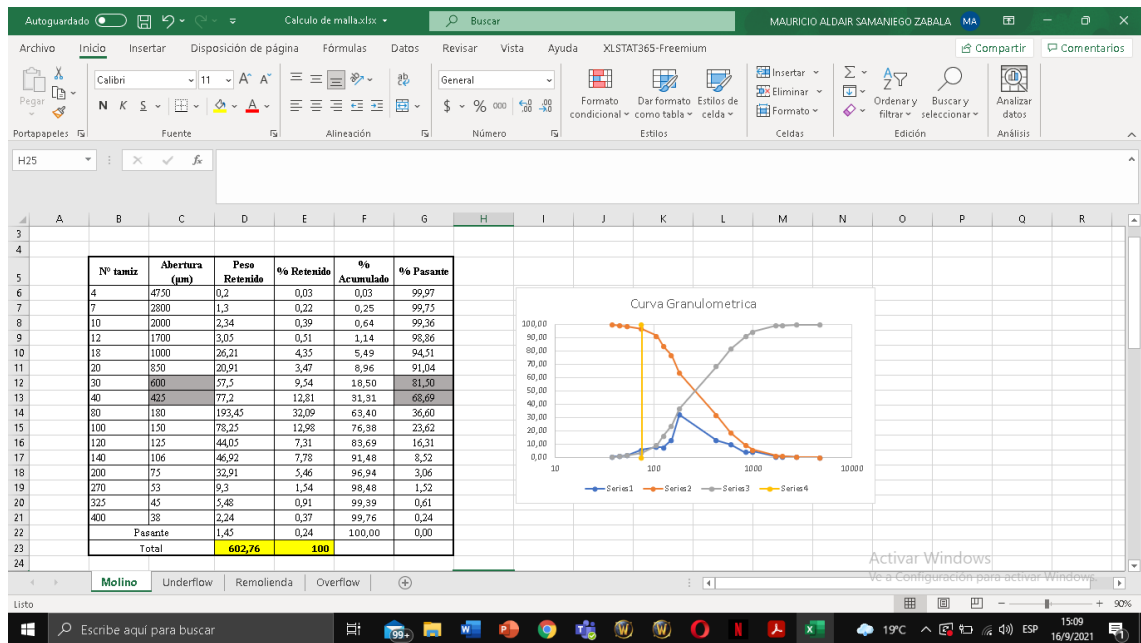 Autoguardado Calculo de malla.xlsx Buscar MAURICIO ALDAIR SAMANIEGO ZABALA MA
Archivo Inicio Insertar Disposición de página Fórmulas Datos Revisar Vista Ayuda XLSTAT365-Freemium Compartir Comentarios
Pegar Calibri 11 A A ab General Formato condicional Dar formato como tabla Estilos de celda Insertar Eliminar Formato Ordenar y filtrar Buscar y seleccionar Analizar datos
N K S A $ % 000
Portapapeles Fuente Alineación Número Estilos Celdas Edición Análisis
H25 fx
A B C D E F G H I J K L M N O P Q R
3
4
5 Nº tamiz Abertura (µm) Peso Retenido % Retenido % Acumulado % Pasante
6 4 4750 0,2 0,03 0,03 99,97
7 7 2800 1,3 0,22 0,25 99,75
8 10 2000 2,34 0,39 0,64 99,36
9 12 1700 3,05 0,51 1,14 98,86
10 18 1000 26,21 4,35 5,49 94,51
11 20 850 20,91 3,47 8,96 91,04
12 30 600 57,5 9,54 18,50 81,50
13 40 425 77,2 12,81 31,31 68,69
14 80 180 193,45 32,09 63,40 36,60
15 100 150 78,25 12,98 76,38 23,62
16 120 125 44,05 7,31 83,69 16,31
17 140 106 46,92 7,78 91,48 8,52
18 200 75 32,91 5,46 96,94 3,06
19 270 53 9,3 1,54 98,48 1,52
20 325 45 5,48 0,91 99,39 0,61
21 400 38 2,24 0,37 99,76 0,24
22 Pasante 1,45 0,24 100,00 0,00
23 Total 602,76 100
24
Curva Granulometrica
100,00
90,00
80,00
70,00
60,00
50,00
40,00
30,00
20,00
10,00
0,00
10 100 1000 10000
Series1 Series2 Series3 Series4
Activar Windows
Ve a Configuración para activar Windows.
Molino Underflow Remolienda Overflow
Listo 90%
Escribe aquí para buscar 99+ 19°C ESP 15:09
16/9/2021